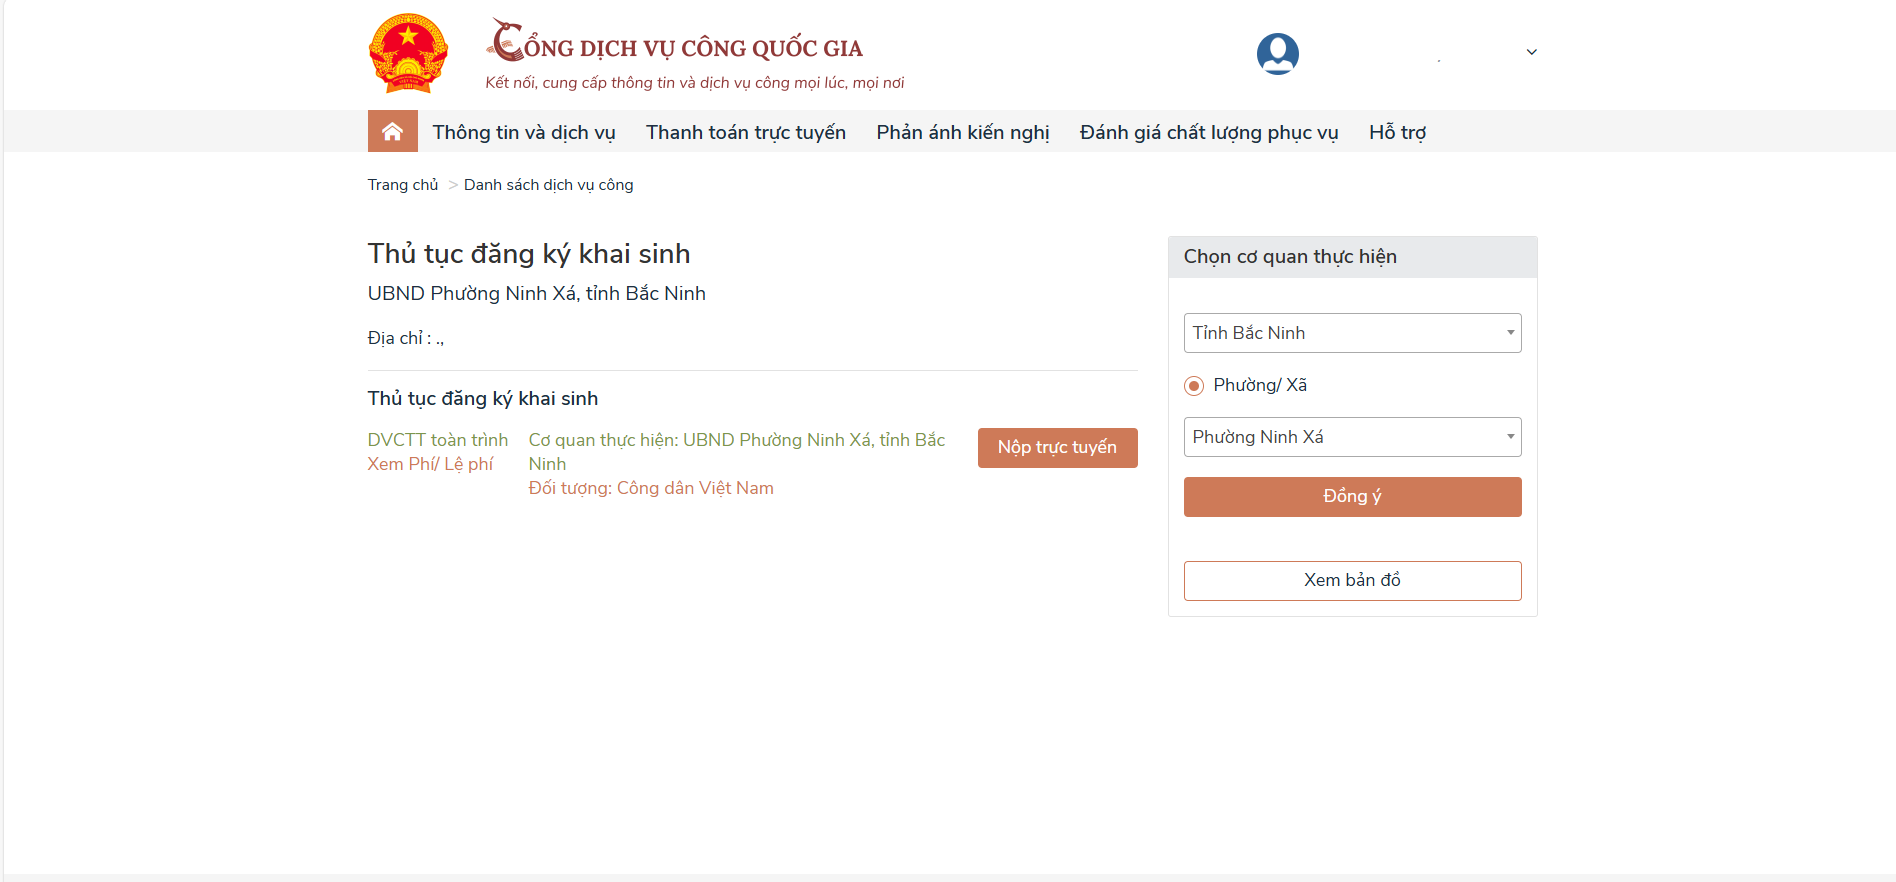 CỔNG DỊCH VỤ CÔNG QUỐC GIA
Kết nối, cung cấp thông tin và dịch vụ công mọi lúc, mọi nơi
Thông tin và dịch vụ
Thanh toán trực tuyến
Phản ánh kiến nghị
Đánh giá chất lượng phục vụ
Hỗ trợ
Trang chủ > Danh sách dịch vụ công
Thủ tục đăng ký khai sinh
UBND Phường Ninh Xá, tỉnh Bắc Ninh
Địa chỉ : .,
Thủ tục đăng ký khai sinh
DVCTT toàn trình
Xem Phí/ Lệ phí
Cơ quan thực hiện: UBND Phường Ninh Xá, tỉnh Bắc
Ninh
Đối tượng: Công dân Việt Nam
Nộp trực tuyến
Chọn cơ quan thực hiện
Tỉnh Bắc Ninh
Phường/ Xã
Phường Ninh Xá
Đồng ý
Xem bản đồ